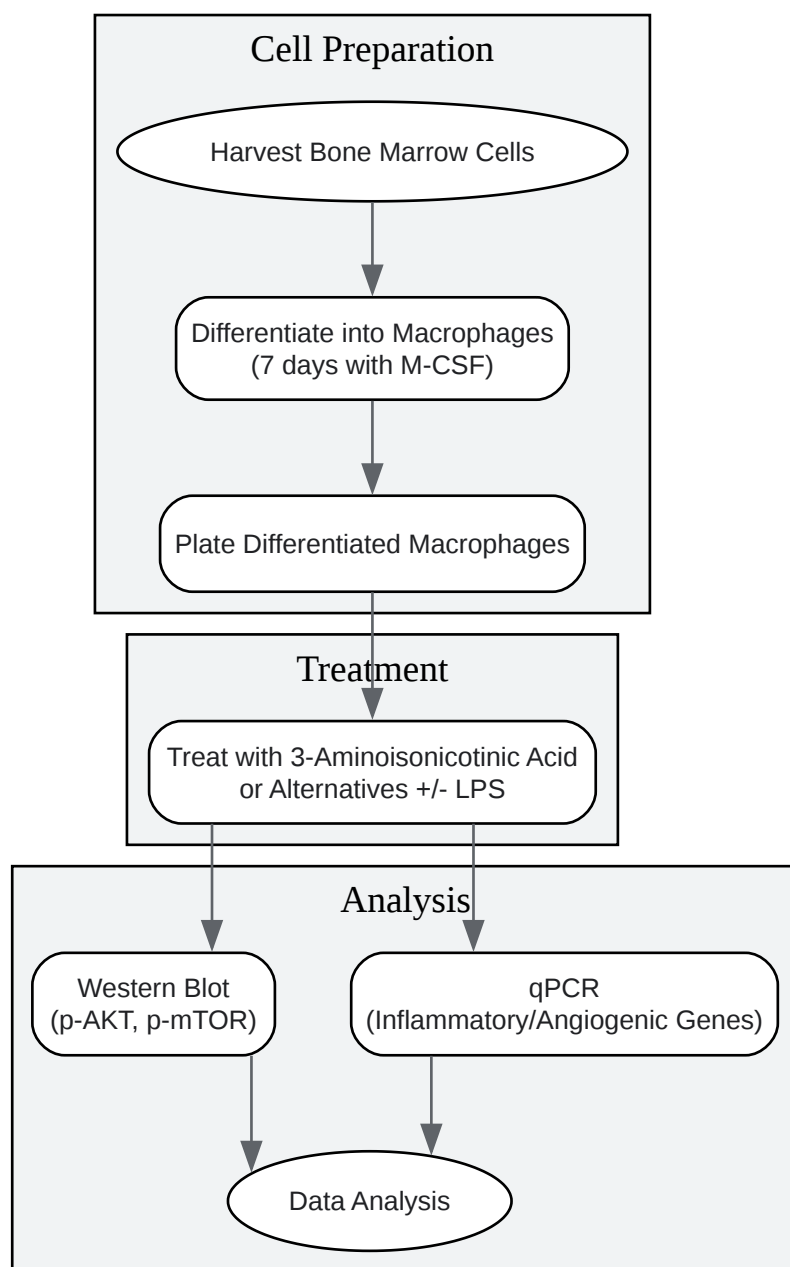 Cell Preparation
Harvest Bone Marrow Cells
Differentiate into Macrophages
(7 days with M-CSF)
Plate Differentiated Macrophages
Treatment
Treat with 3-Aminoisonicotinic Acid
or Alternatives +/- LPS
Analysis
Western Blot
(p-AKT, p-mTOR)
qPCR
(Inflammatory/Angiogenic Genes)
Data Analysis